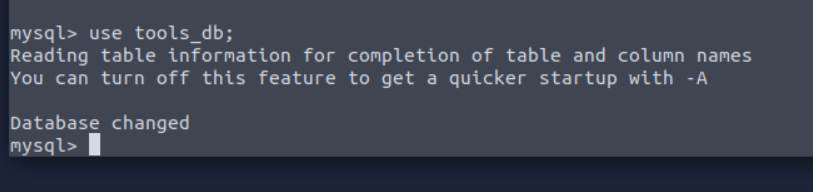 mysql> use tools_db;
Reading table information for completion of table and column names
You can turn off this feature to get a quicker startup with -A
Database changed
mysql>